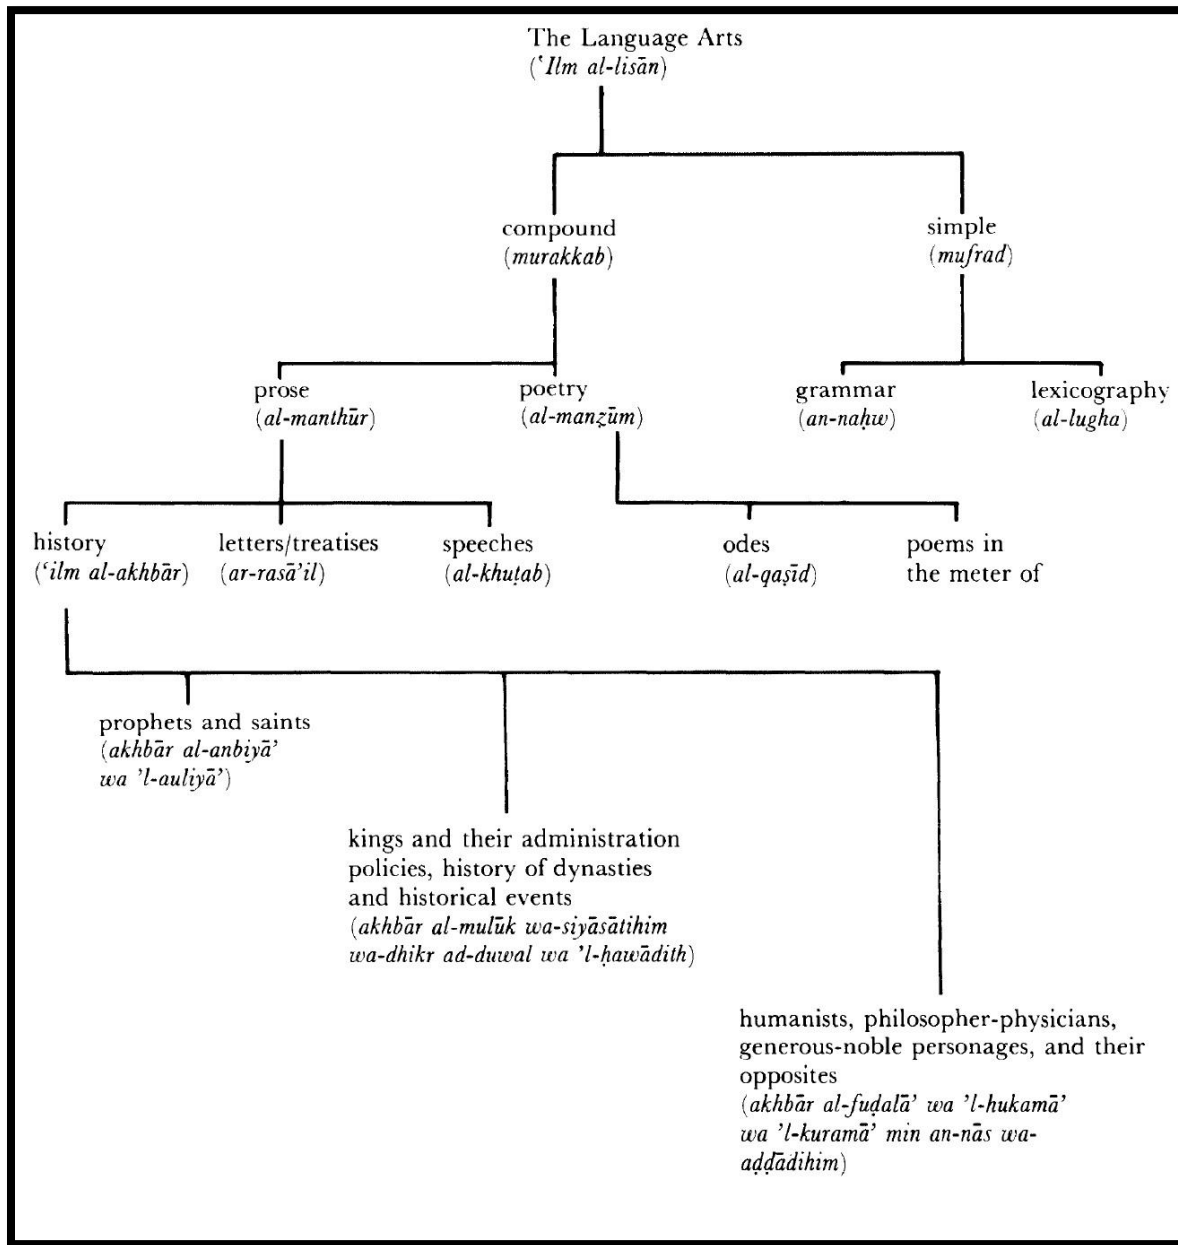 The Language Arts
(‘Ilm al-lisān)
compound
(murakkab)
simple
(mufrad)
prose
(al-manthūr)
poetry
(al-manẓūm)
grammar
(an-naḥw)
lexicography
(al-lugha)
history
(‘ilm al-akhbār)
letters/treatises
(ar-rasā’il)
speeches
(al-khuṭab)
odes
(al-qaṣīd)
poems in
the meter of
prophets and saints
(akhbār al-anbiyā’
wa ’l-auliyā’)
kings and their administration
policies, history of dynasties
and historical events
(akhbār al-mulūk wa-siyāsātihim
wa-dhikr ad-duwal wa ’l-ḥawādith)
humanists, philosopher-physicians,
generous-noble personages, and their
opposites
(akhbār al-fuḍalā’ wa ’l-hukamā’
wa ’l-kuramā’ min an-nās wa-
aḍḍādihim)